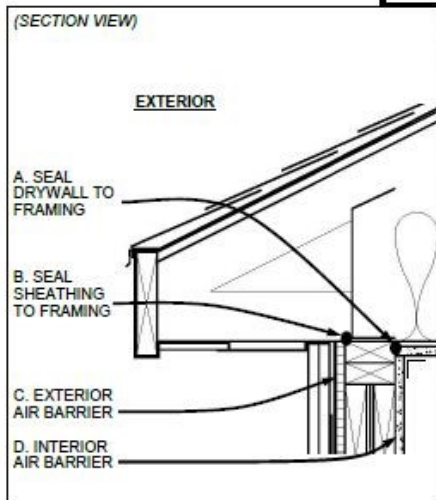 (SECTION VIEW)
EXTERIOR
A. SEAL
DRYWALL TO
FRAMING
B. SEAL
SHEATHING
TO FRAMING
C. EXTERIOR
AIR BARRIER
D. INTERIOR
AIR BARRIER